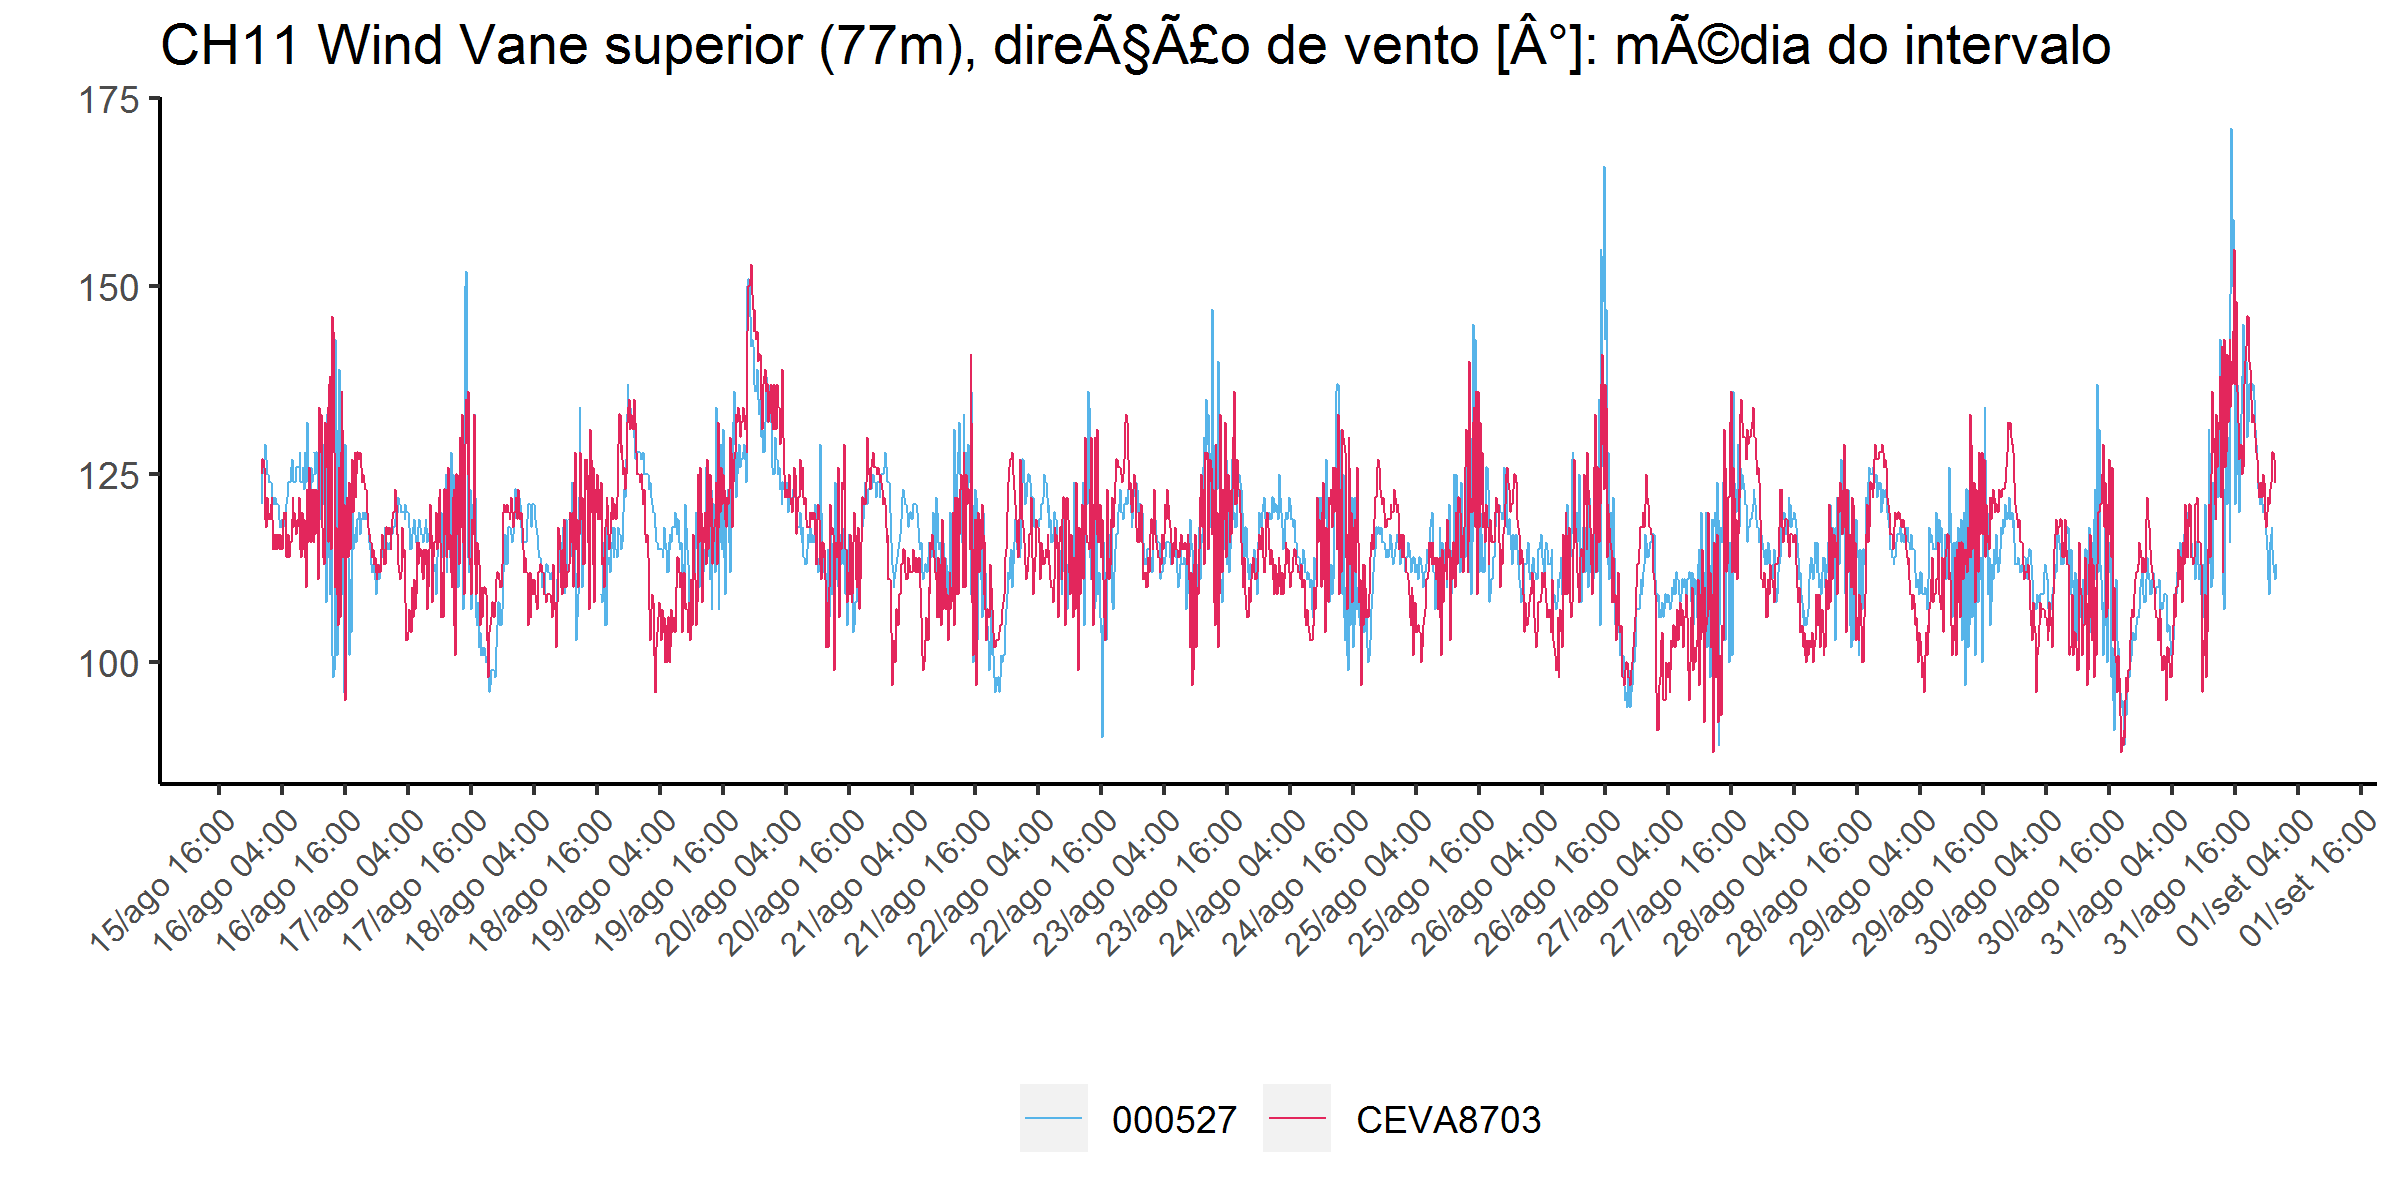 CH11 Wind Vane superior (77m), direÃ§Ã£o de vento [Â°]: mÃ©dia do intervalo
175
150
125
100
15/ago 16:00
16/ago 04:00
16/ago 16:00
17/ago 04:00
17/ago 16:00
18/ago 04:00
18/ago 16:00
19/ago 04:00
19/ago 16:00
20/ago 04:00
20/ago 16:00
21/ago 04:00
21/ago 16:00
22/ago 04:00
22/ago 16:00
23/ago 04:00
23/ago 16:00
24/ago 04:00
24/ago 16:00
25/ago 04:00
25/ago 16:00
26/ago 04:00
26/ago 16:00
27/ago 04:00
27/ago 16:00
28/ago 04:00
28/ago 16:00
29/ago 04:00
29/ago 16:00
30/ago 04:00
30/ago 16:00
31/ago 04:00
31/ago 16:00
01/set 04:00
01/set 16:00
000527
CEVA8703